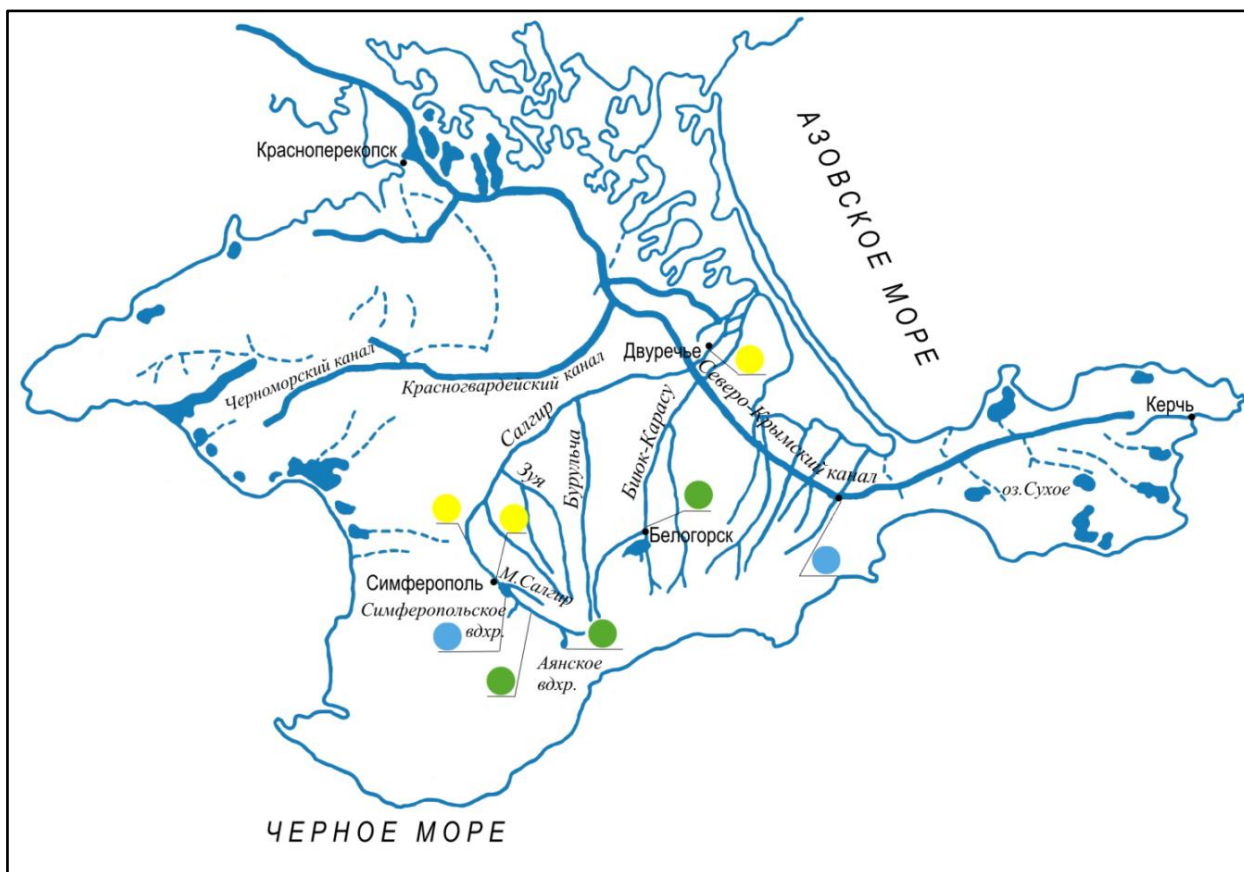 Красноперекопск
АЗОВСКОЕ МОРЕ
Двуречье
Черноморский канал
Красногвардейский канал
Северо-Крымский канал
Керчь
Салгир
Зуя
Бурульча
Биюк-Карасу
оз.Сухое
Белогорск
Симферополь
М.Салгир
Симферопольское
вдхр.
Аянское
вдхр.
ЧЕРНОЕ МОРЕ